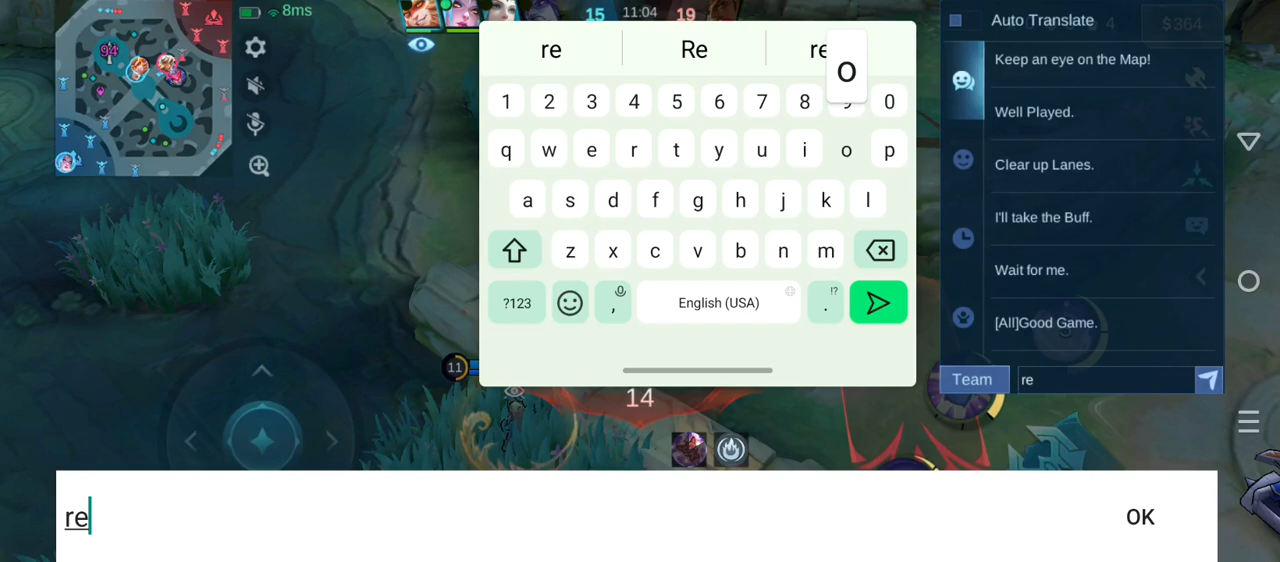 8ms
15 11:04 19
$364
Auto Translate
Keep an eye on the Map!
Well Played.
Clear up Lanes.
I'll take the Buff.
Wait for me.
[All]Good Game.
Team
re
re Re re
o
1 2 3 4 5 6 7 8 9 0
q w e r t y u i o p
a s d f g h j k l
z x c v b n m
?123 , English (USA) !? .
11
14
re
OK